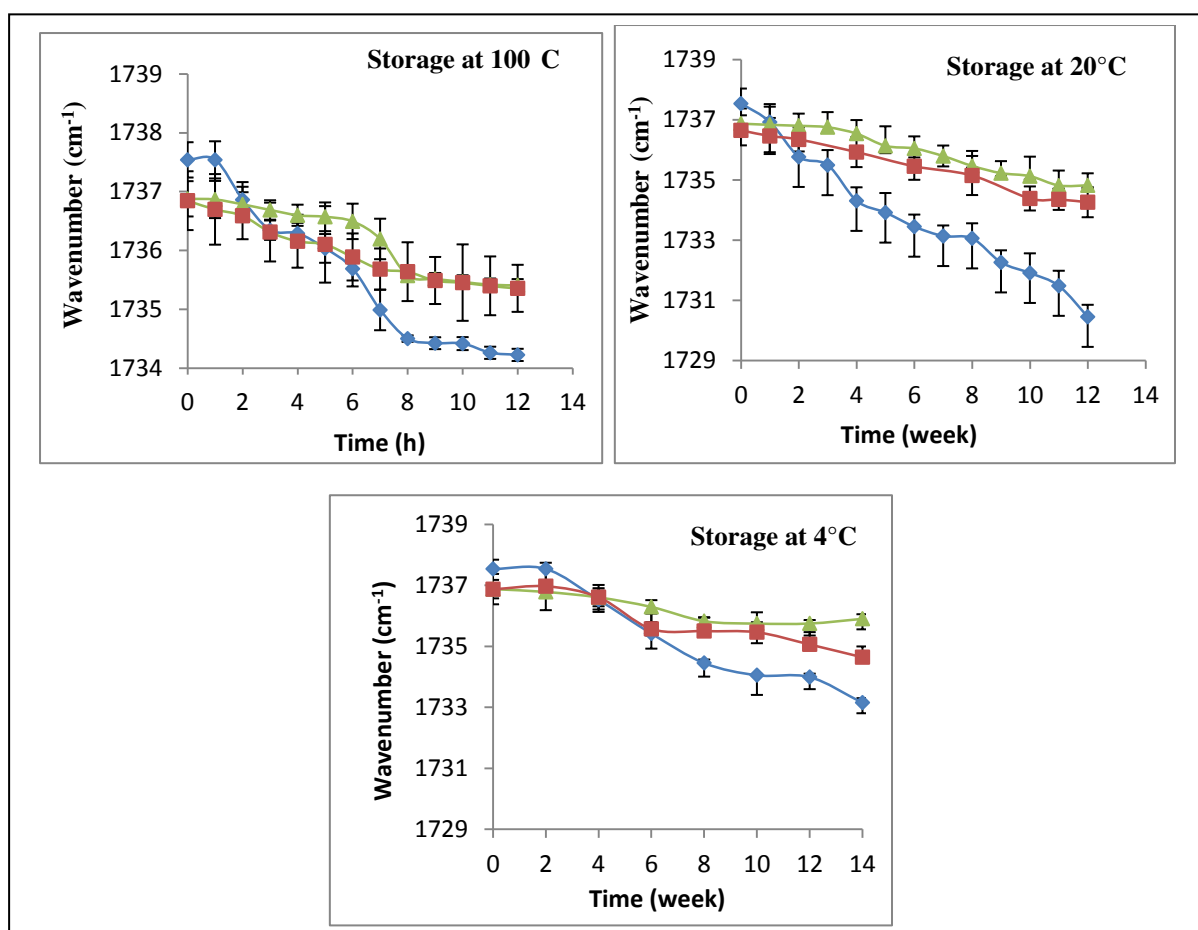 Storage at 100 C
1739
1738
1737
1736
1735
1734
Wavenumber (cm-1)
0 2 4 6 8 10 12 14
Time (h)
Storage at 20°C
1739
1737
1735
1733
1731
1729
Wavenumber (cm-1)
0 2 4 6 8 10 12 14
Time (week)
Storage at 4°C
1739
1737
1735
1733
1731
1729
Wavenumber (cm-1)
0 2 4 6 8 10 12 14
Time (week)